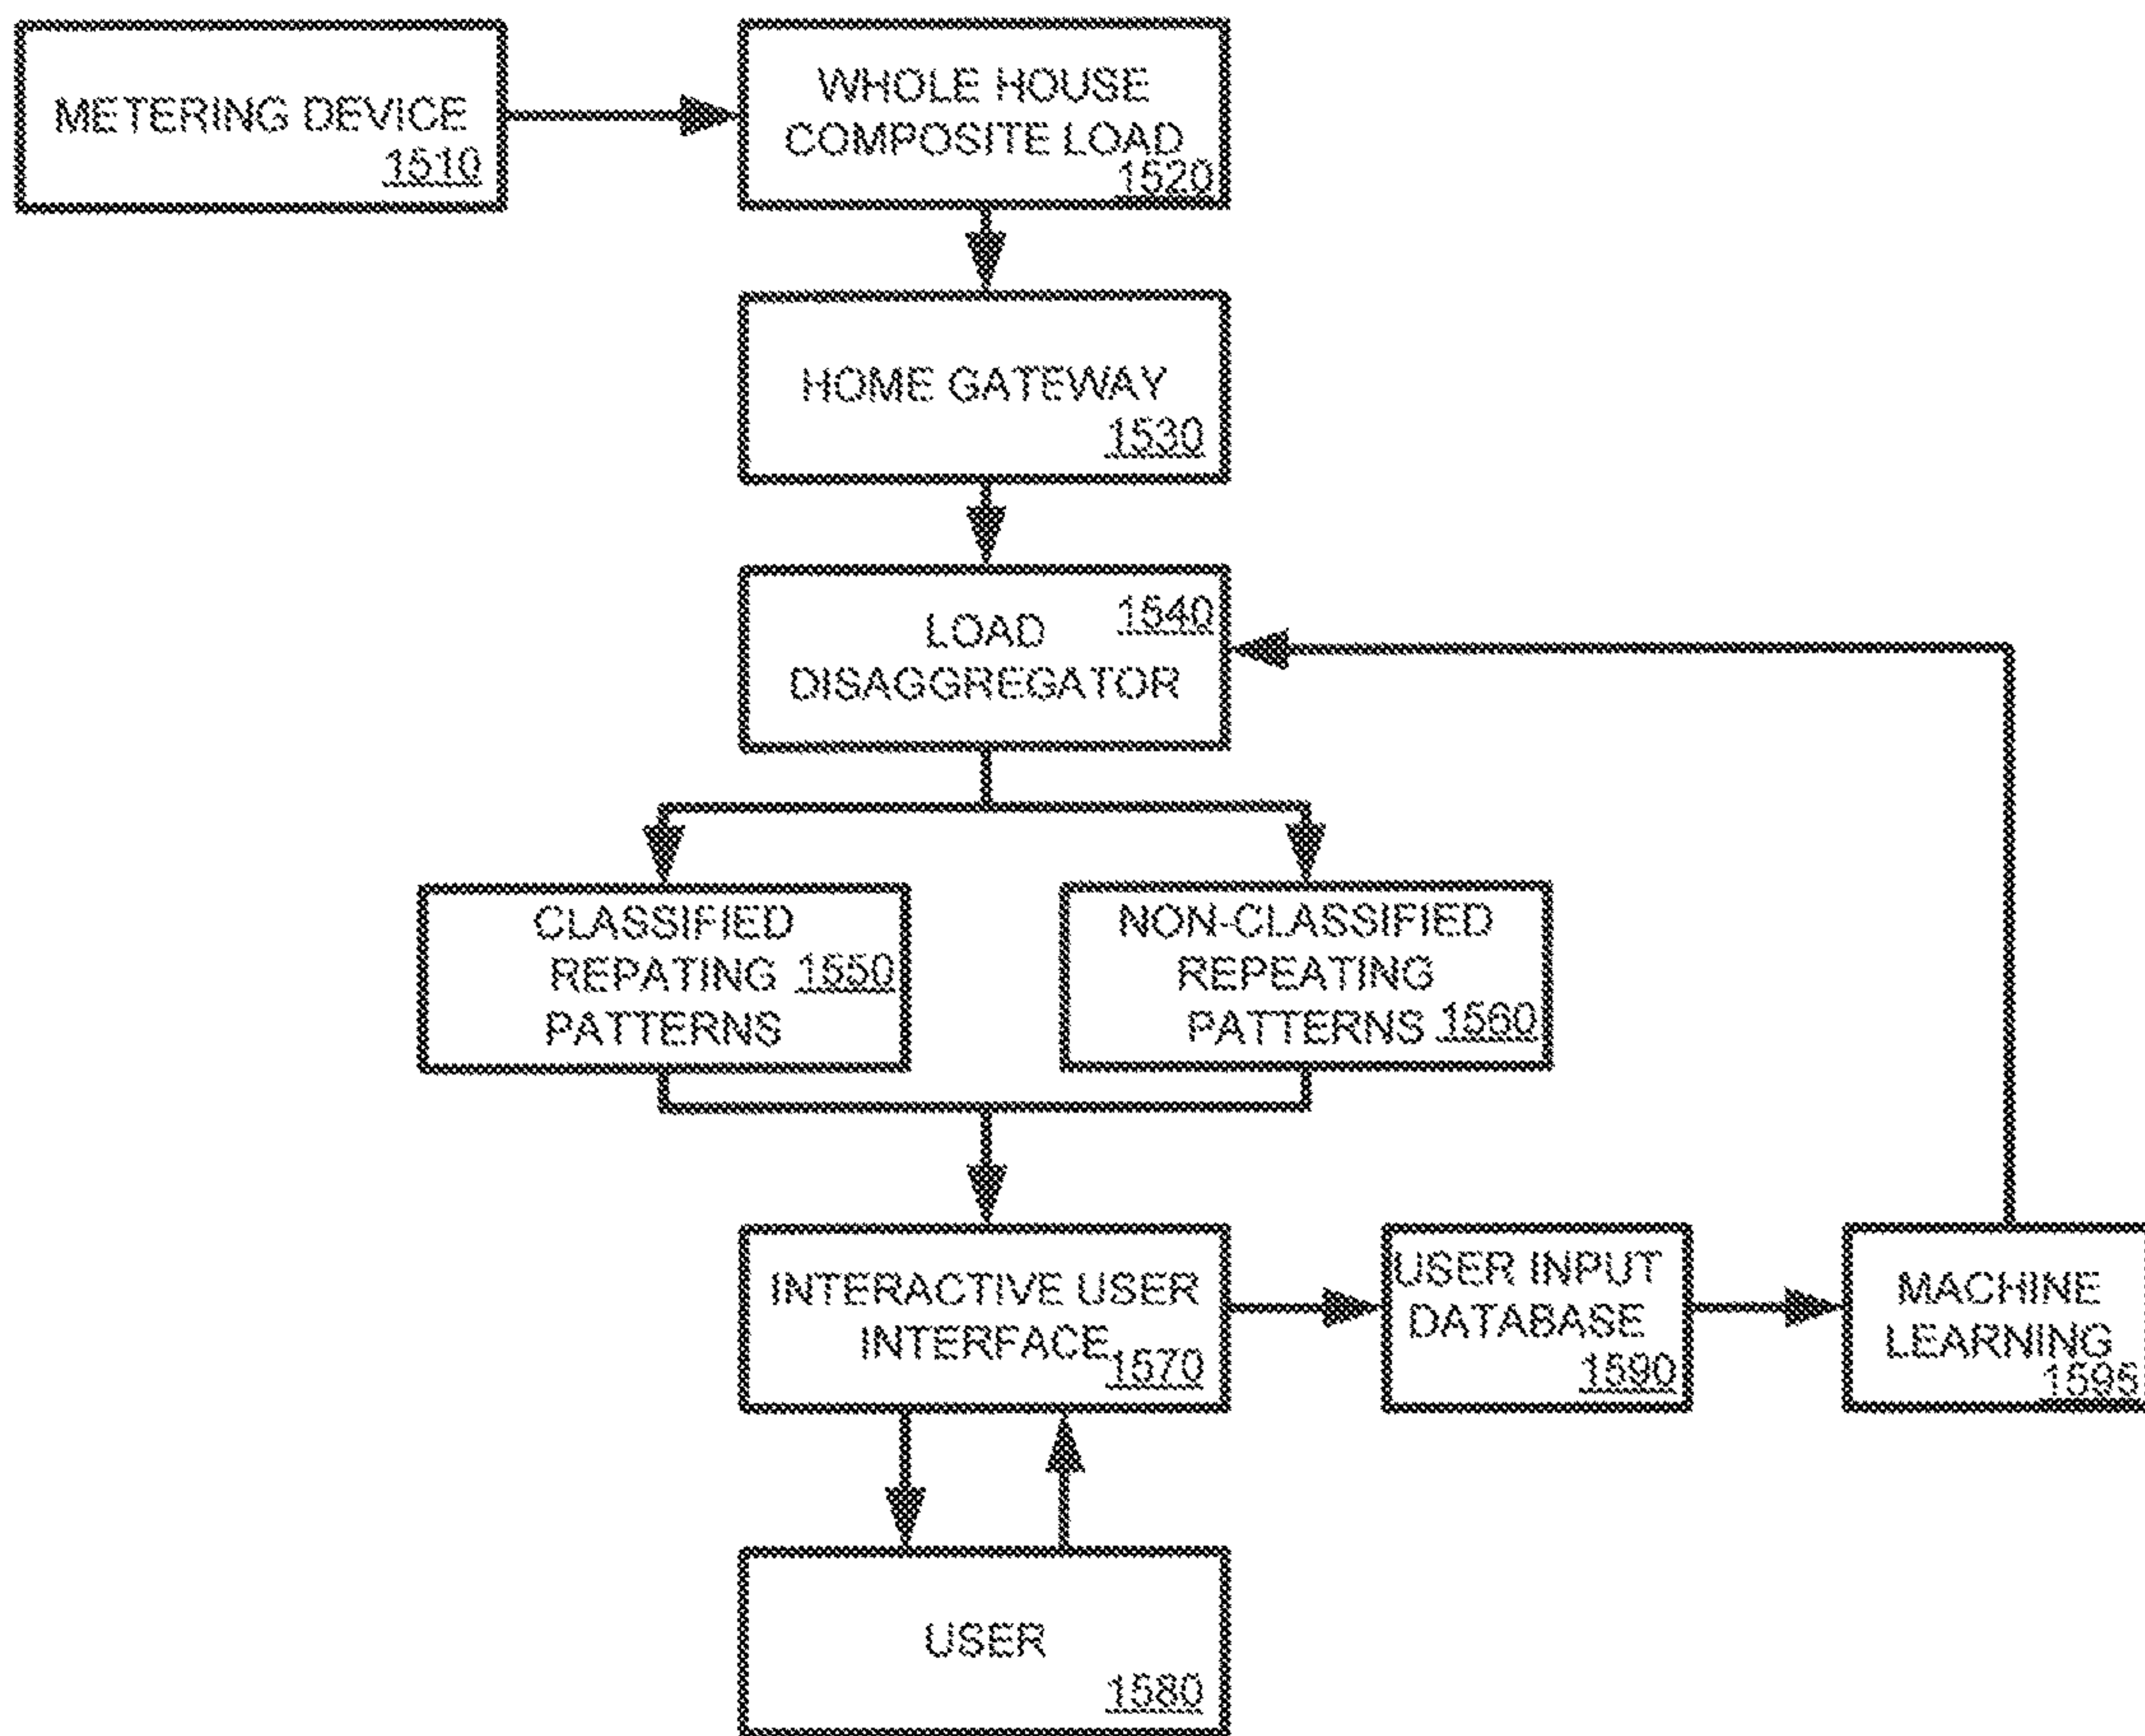 METERING DEVICE
1510
WHOLE HOUSE
COMPOSITE LOAD
1520
HOME GATEWAY
1530
1540
LOAD
DISAGGREGATOR
CLASSIFIED
REPATING 1550
PATTERNS
NON-CLASSIFIED
REPEATING
PATTERNS 1560
INTERACTIVE USER
INTERFACE
1570
USER INPUT
DATABASE
1590
MACHINE
LEARNING
1595
USER
1580